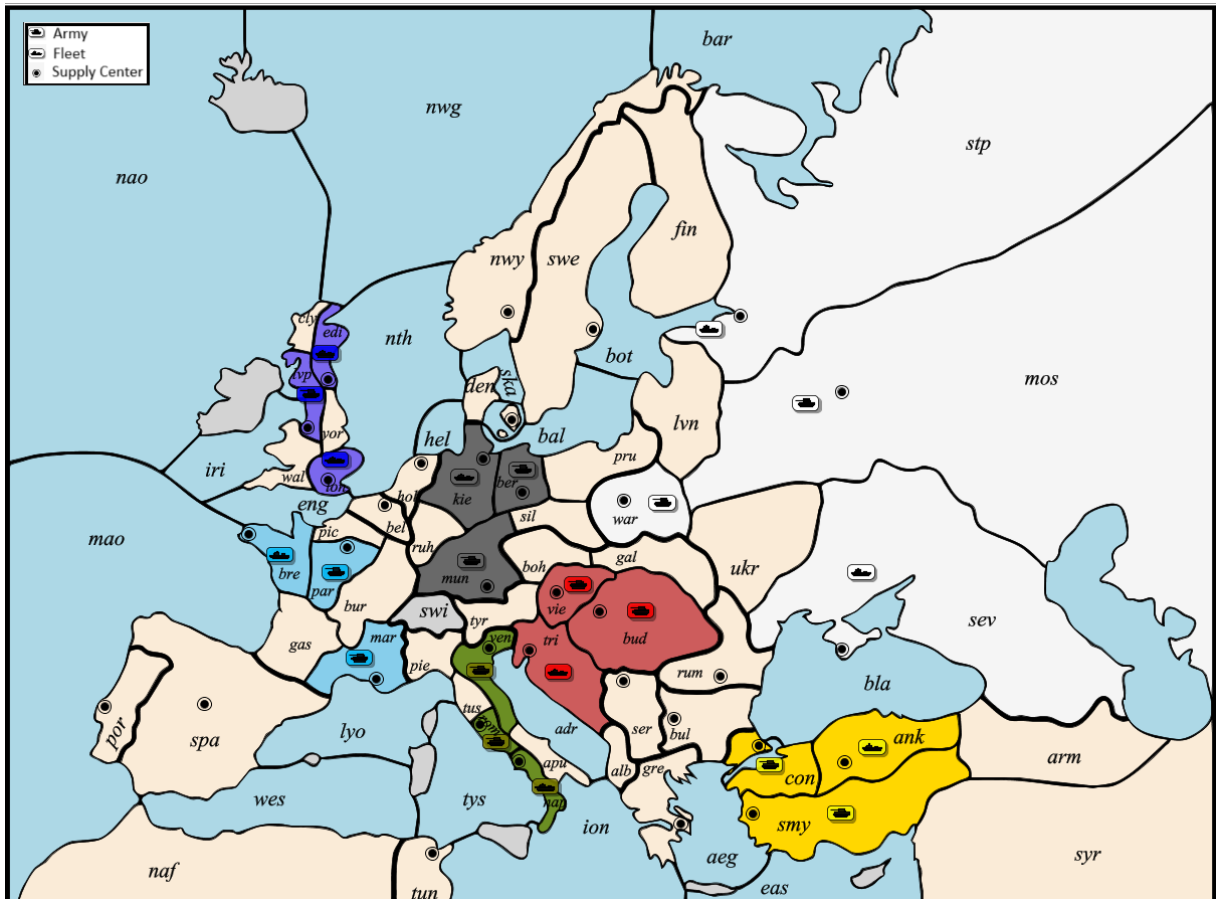 Army
Fleet
Supply Center
bar
nwg
stp
nao
fin
nwy
swe
cly
edi
nth
bot
ska
mos
lvp
den
lvn
yor
hel
bal
iri
pru
wal
lon
hol
kie
ber
eng
bel
sil
war
mao
pic
ruh
boh
gal
bre
mun
ukr
par
bur
swi
vie
sev
tyr
gas
mar
ven
tri
bud
pie
rum
bla
por
spa
lyo
tus
rom
adr
ser
bul
ank
apu
alb
gre
con
arm
wes
tys
nap
smy
ion
naf
aeg
syr
tun
eas